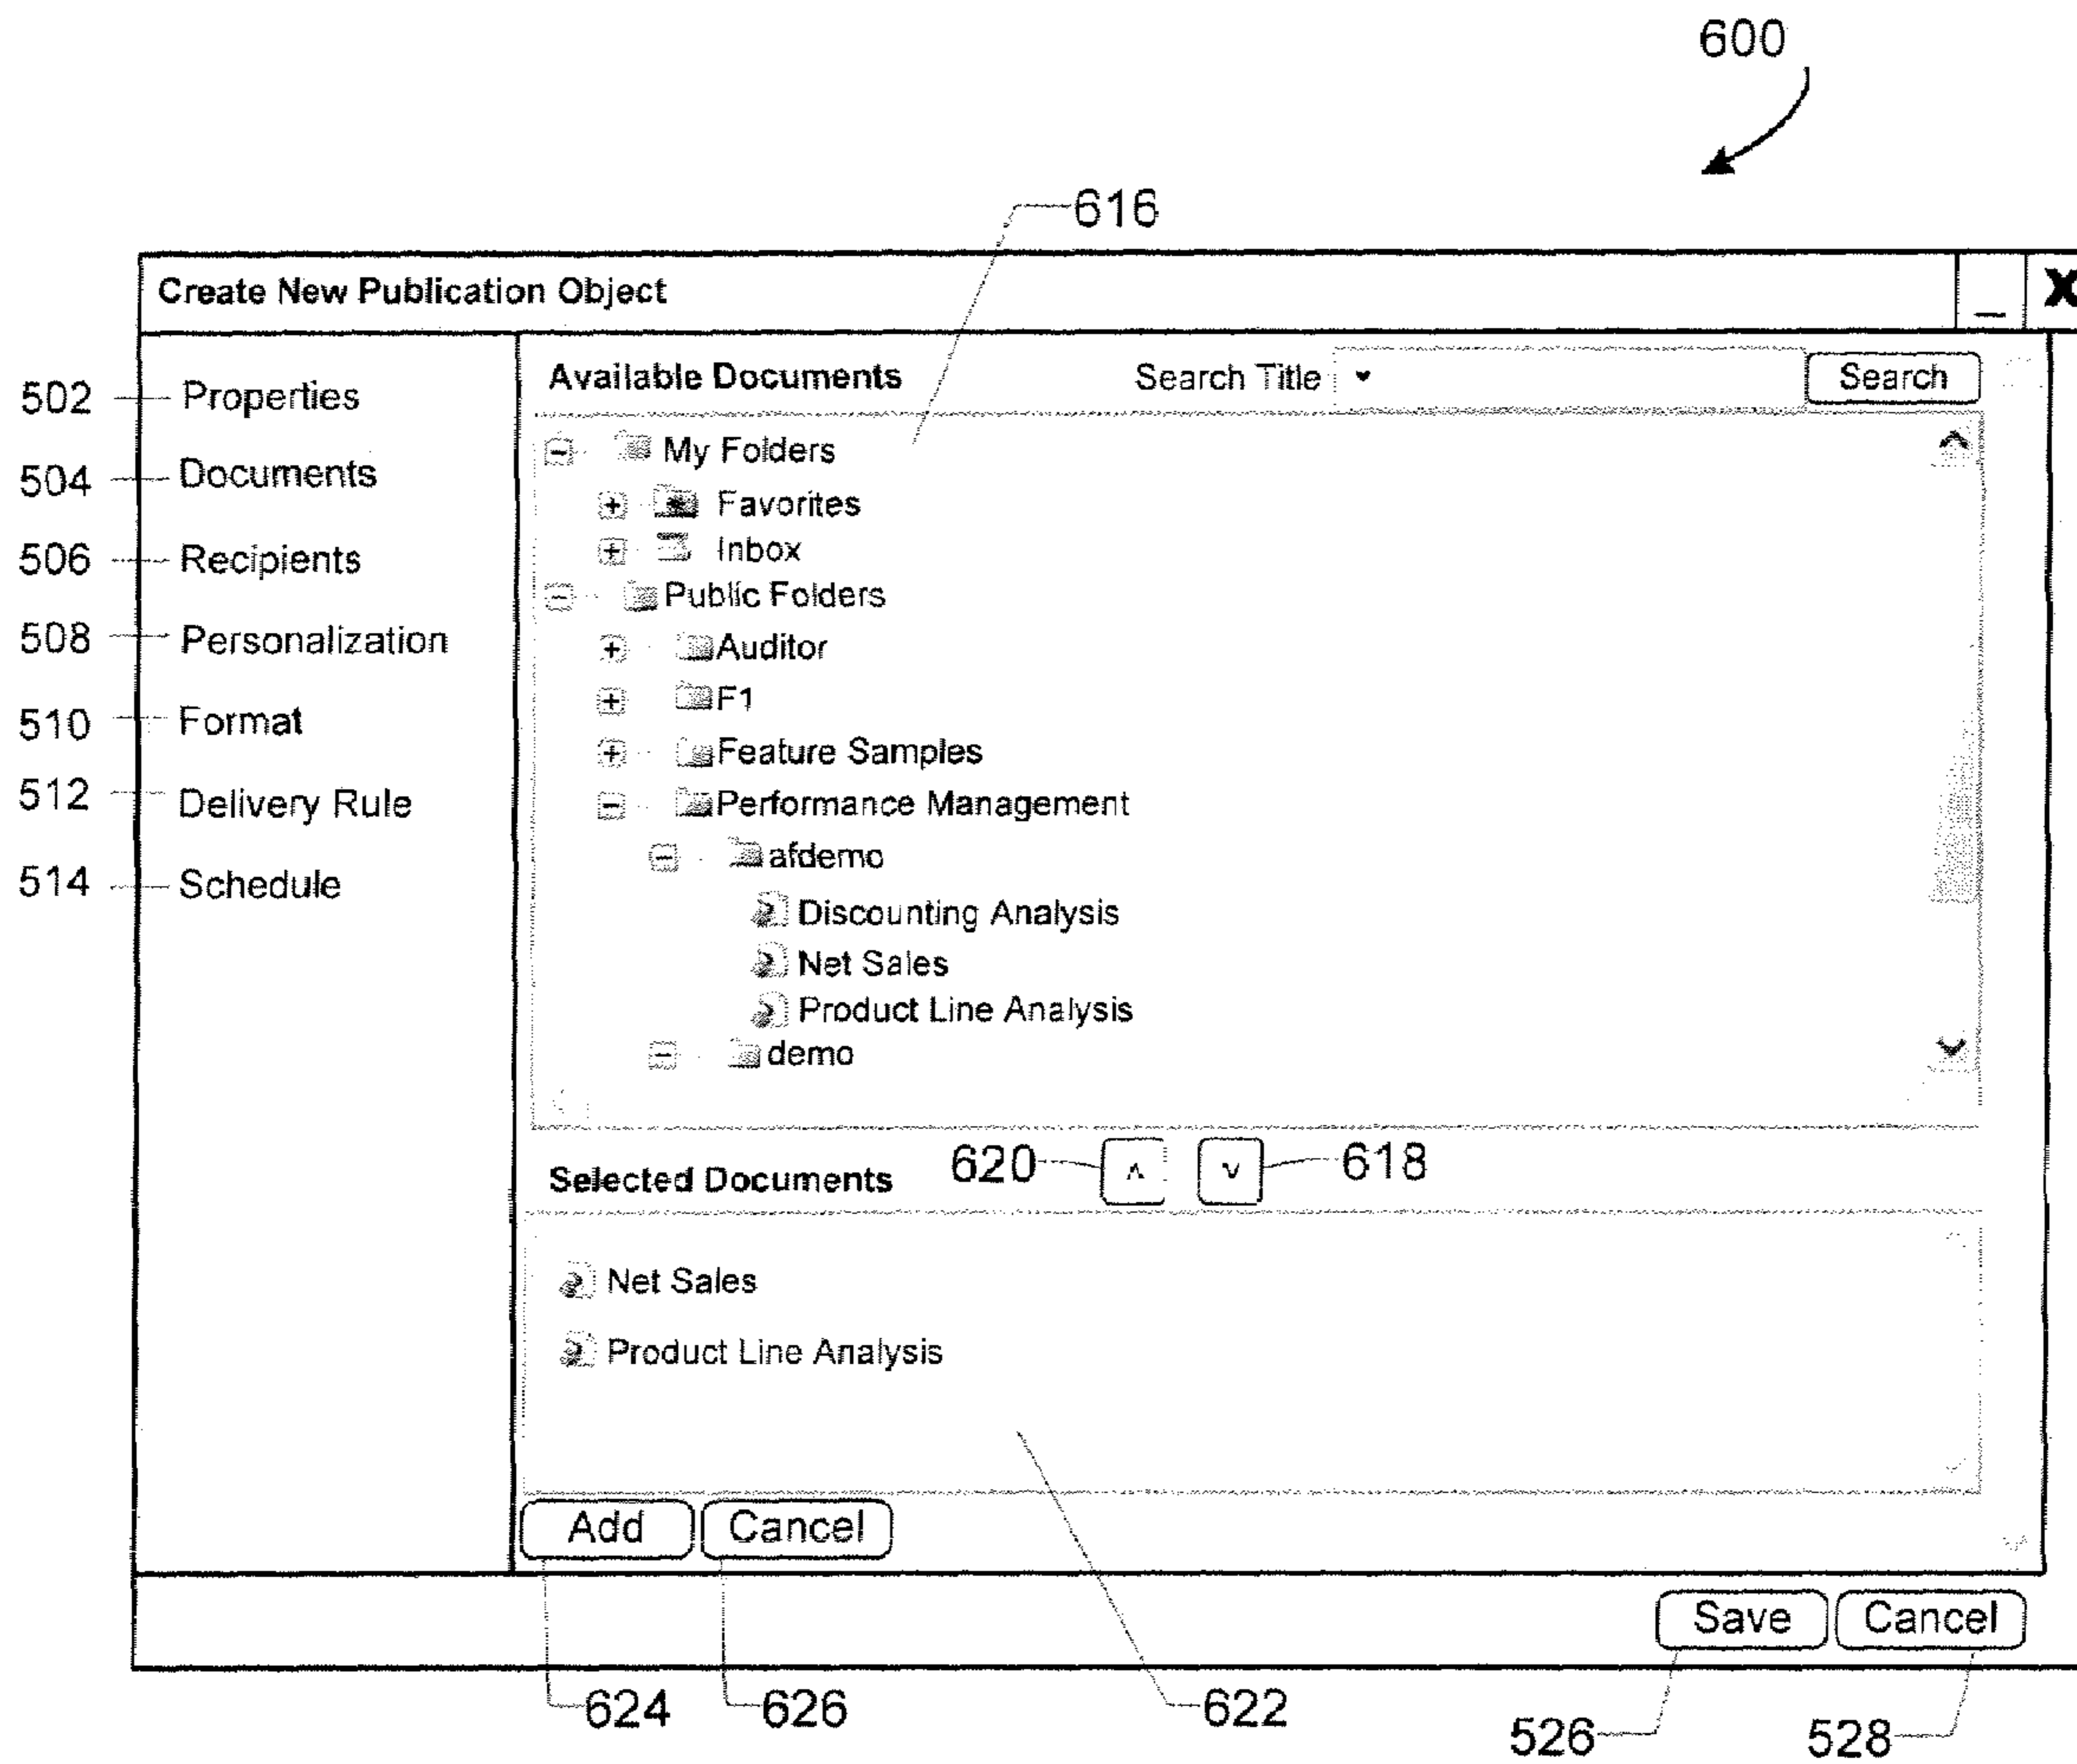 600
616
Create New Publication Object _ X
502 Properties
504 Documents
506 Recipients
508 Personalization
510 Format
512 Delivery Rule
514 Schedule
Available Documents Search Title Search
My Folders
Favorites
Inbox
Public Folders
Auditor
F1
Feature Samples
Performance Management
afdemo
Discounting Analysis
Net Sales
Product Line Analysis
demo
Selected Documents 620 ʌ v 618
Net Sales
Product Line Analysis
Add Cancel
Save Cancel
624 626 622 526 528